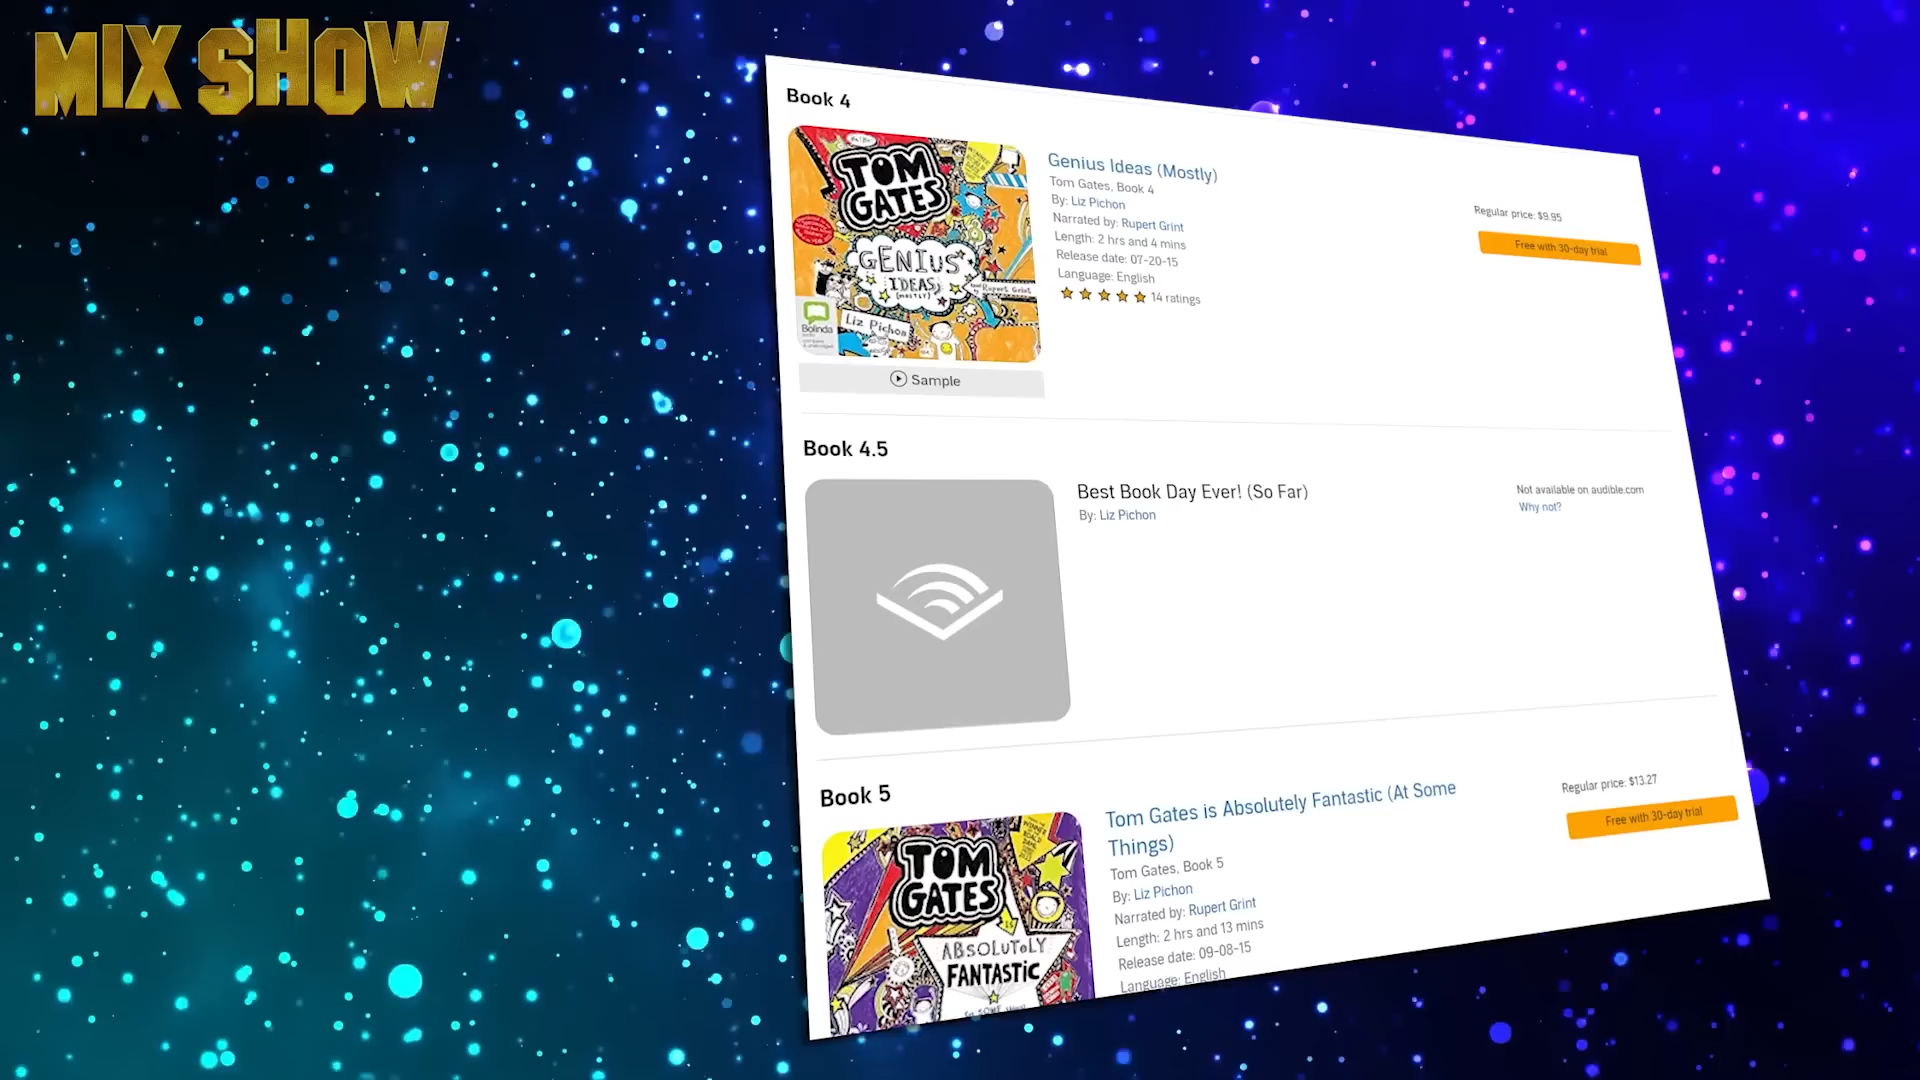 MIX SHOW
Book 4
TOM
GATES
GENIUS
IDEAS
(MOSTLY)
Rupert Grint
Bolinda
Liz Pichon
Genius Ideas (Mostly)
Tom Gates, Book 4
By: Liz Pichon
Narrated by: Rupert Grint
Length: 2 hrs and 4 mins
Release date: 07-20-15
Language: English
14 ratings
Regular price: $9.95
Free with 30-day trial
Sample
Book 4.5
Best Book Day Ever! (So Far)
By: Liz Pichon
Not available on audible.com
Why not?
Book 5
TOM
GATES
ABSOLUTELY
FANTASTIC
Tom Gates is Absolutely Fantastic (At Some
Things)
Tom Gates, Book 5
By: Liz Pichon
Narrated by: Rupert Grint
Length: 2 hrs and 13 mins
Release date: 09-08-15
Language: English
Regular price: $13.27
Free with 30-day trial